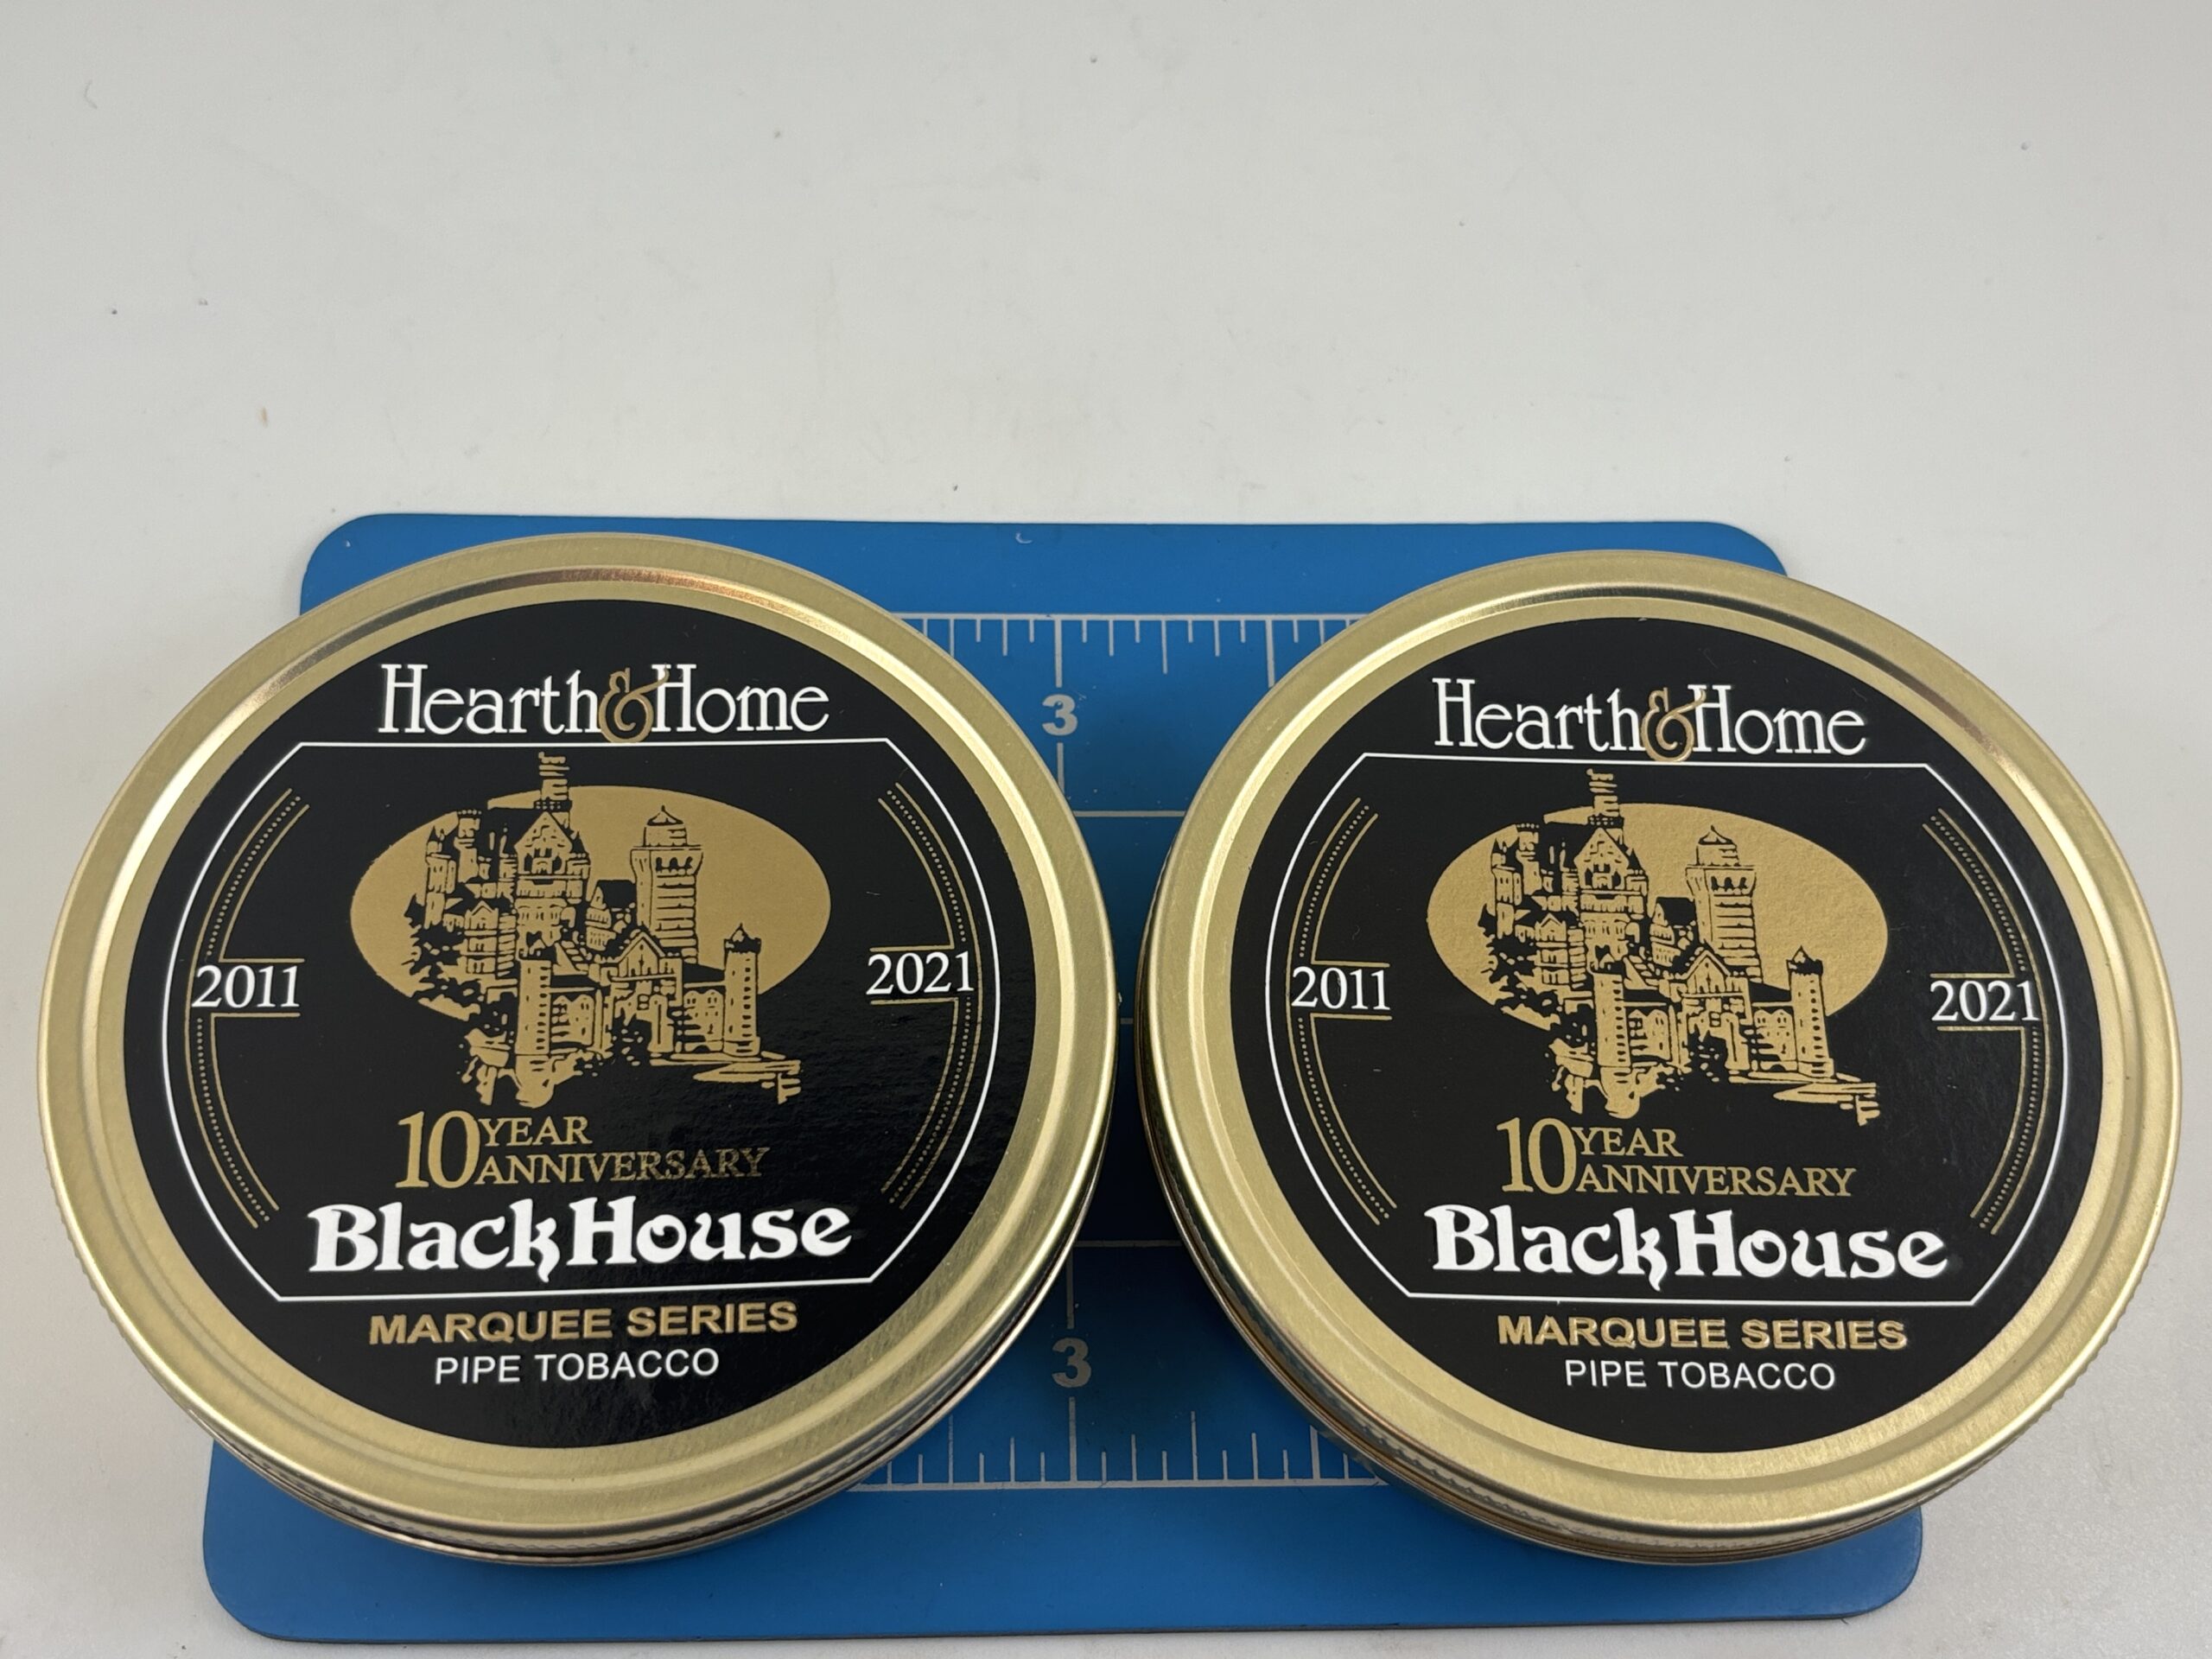 Hearth & Home
2011
2021
10 YEAR
ANNIVERSARY
BlackHouse
MARQUEE SERIES
PIPE TOBACCO
3
Hearth & Home
2011
2021
10 YEAR
ANNIVERSARY
BlackHouse
MARQUEE SERIES
PIPE TOBACCO
3